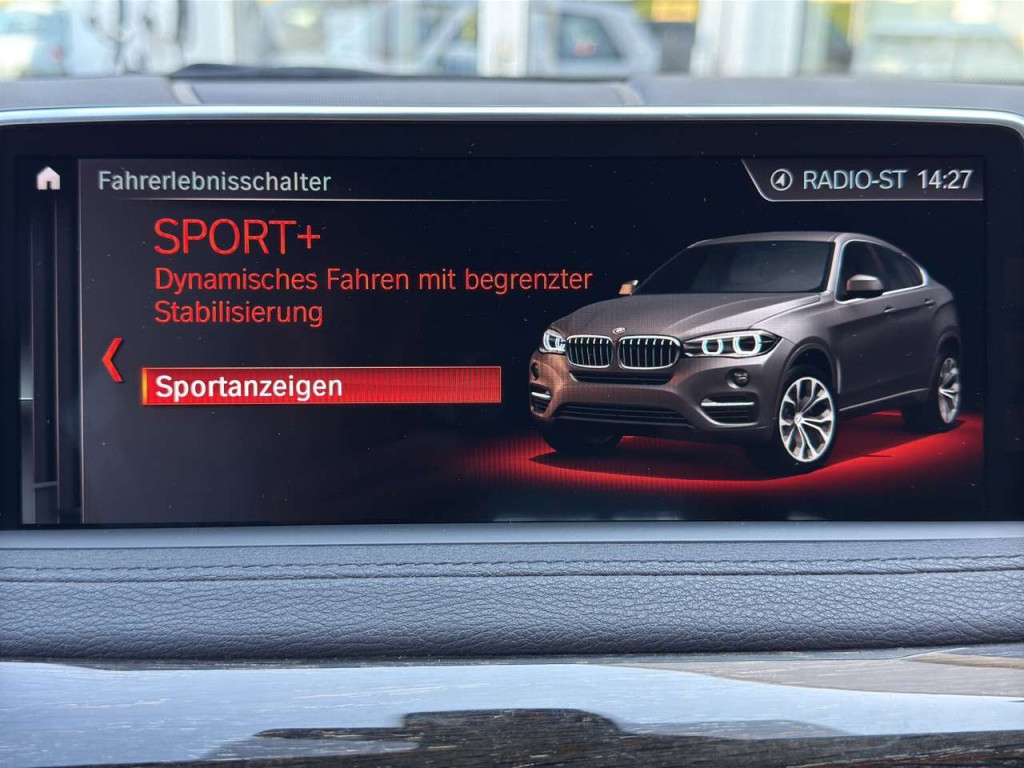 Fahrerlebnisschalter
RADIO-ST 14:27
SPORT+
Dynamisches Fahren mit begrenzter
Stabilisierung
Sportanzeigen